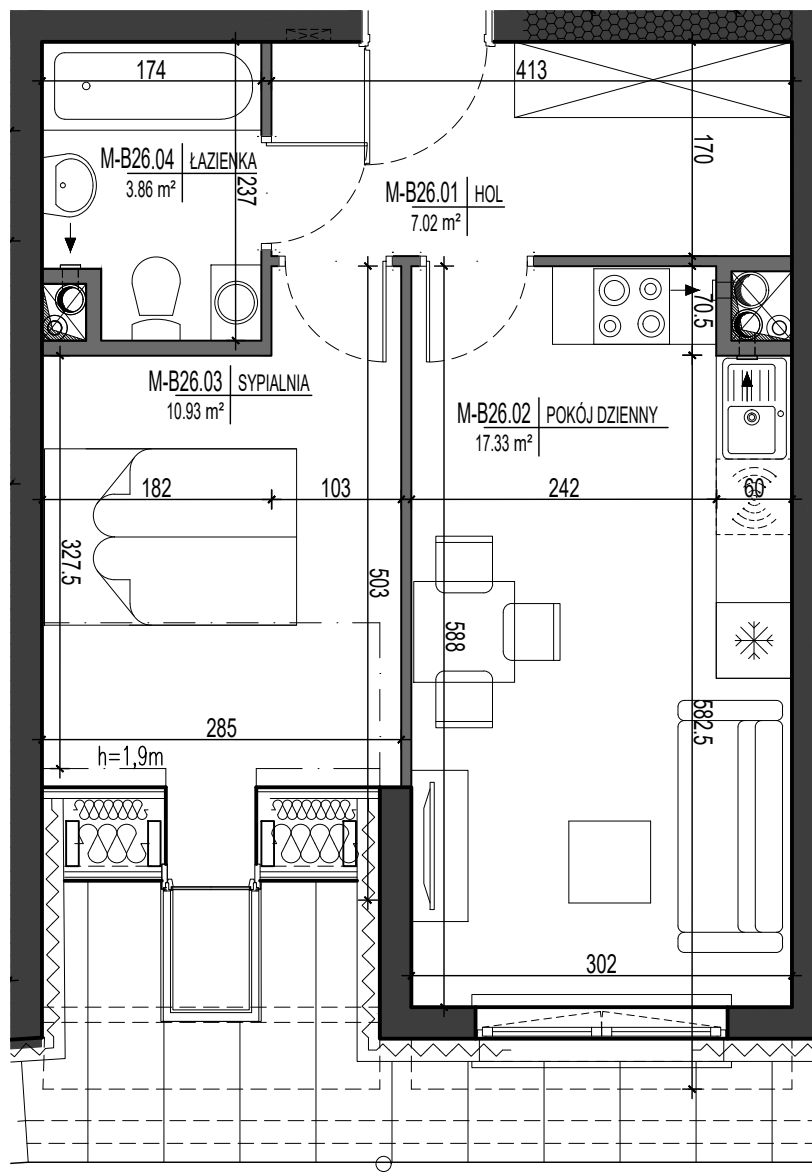 174
413
M-B26.04 ŁAZIENKA
3.86 m²
237
170
M-B26.01 HOL
7.02 m²
70.5
M-B26.03 SYPIALNIA
10.93 m²
M-B26.02 POKÓJ DZIENNY
17.33 m²
182
103
242
60
327.5
503
588
582.5
285
h=1,9m
302